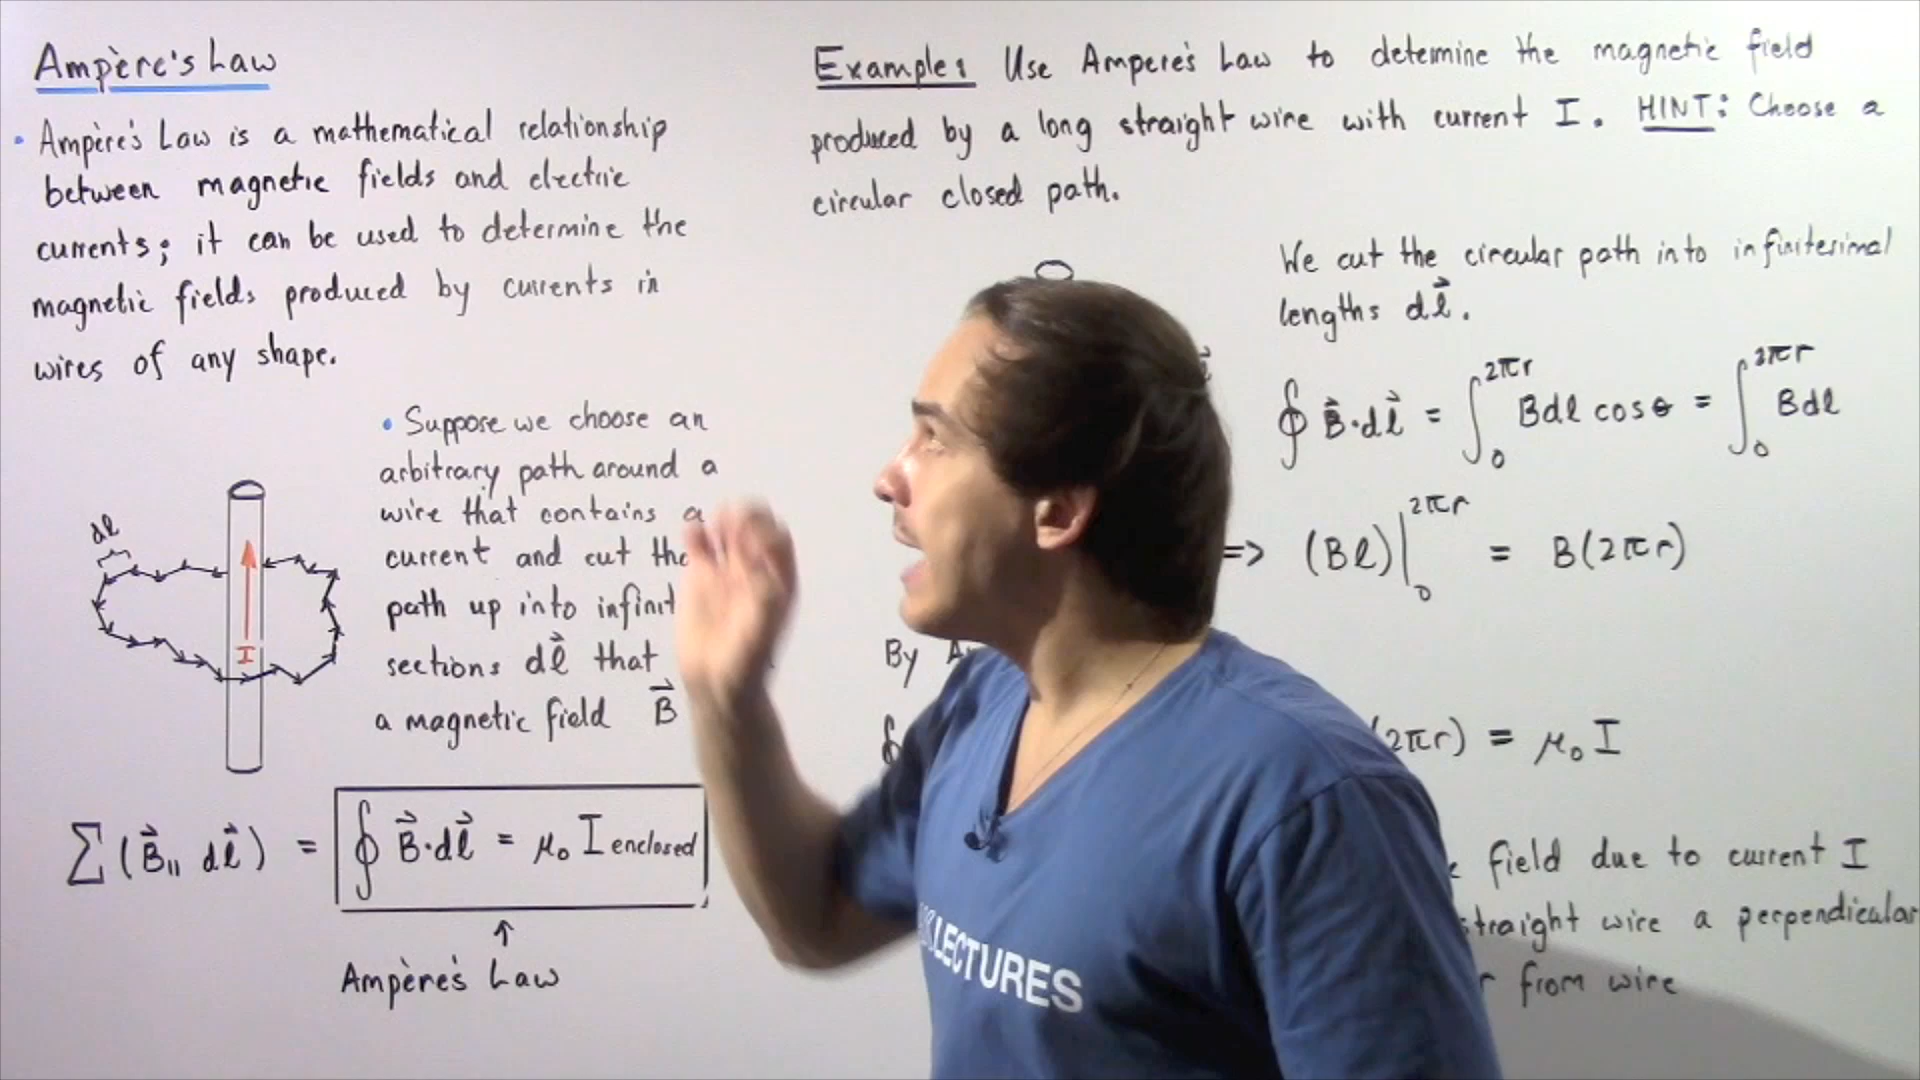 Ampère's Law
• Ampère's Law is a mathematical relationship
between magnetic fields and electric
currents; it can be used to determine the
magnetic fields produced by currents in
wires of any shape.
• Suppose we choose an
arbitrary path around a
wire that contains a
current and cut the
path up into
sections dl⃗ that
a magnetic field B⃗
dl
I
∑(B⃗₁₁ dl⃗) = ∮ B⃗·dl⃗ = μ₀ I enclosed
↑
Ampère's Law
Example: Use Ampere's Law to determine the magnetic field
produced by a long straight wire with current I. HINT: Choose a
circular closed path.
We cut the circular path into infinitesimal
lengths dl⃗.
∮ B⃗·dl⃗ = ∫₀^2πr Bdl cosθ = ∫₀^2πr Bdl
=> (Bl)|₀^2πr = B(2πr)
By
∮ (2πr) = μ₀I
field due to current I
straight wire a perpendicular
r from wire
LECTURES